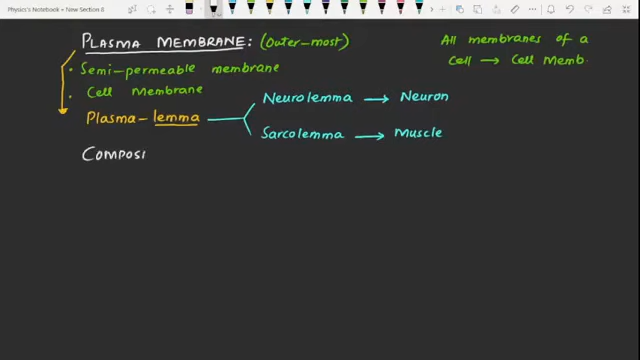 Physics's Notebook » New Section 8
PLASMA MEMBRANE: (Outer-most)
• Semi-permeable membrane
• Cell Membrane
Plasma-lemma
Neurolemma → Neuron
Sarcolemma → Muscle
COMPOSI
All membranes of a
Cell → Cell Memb.